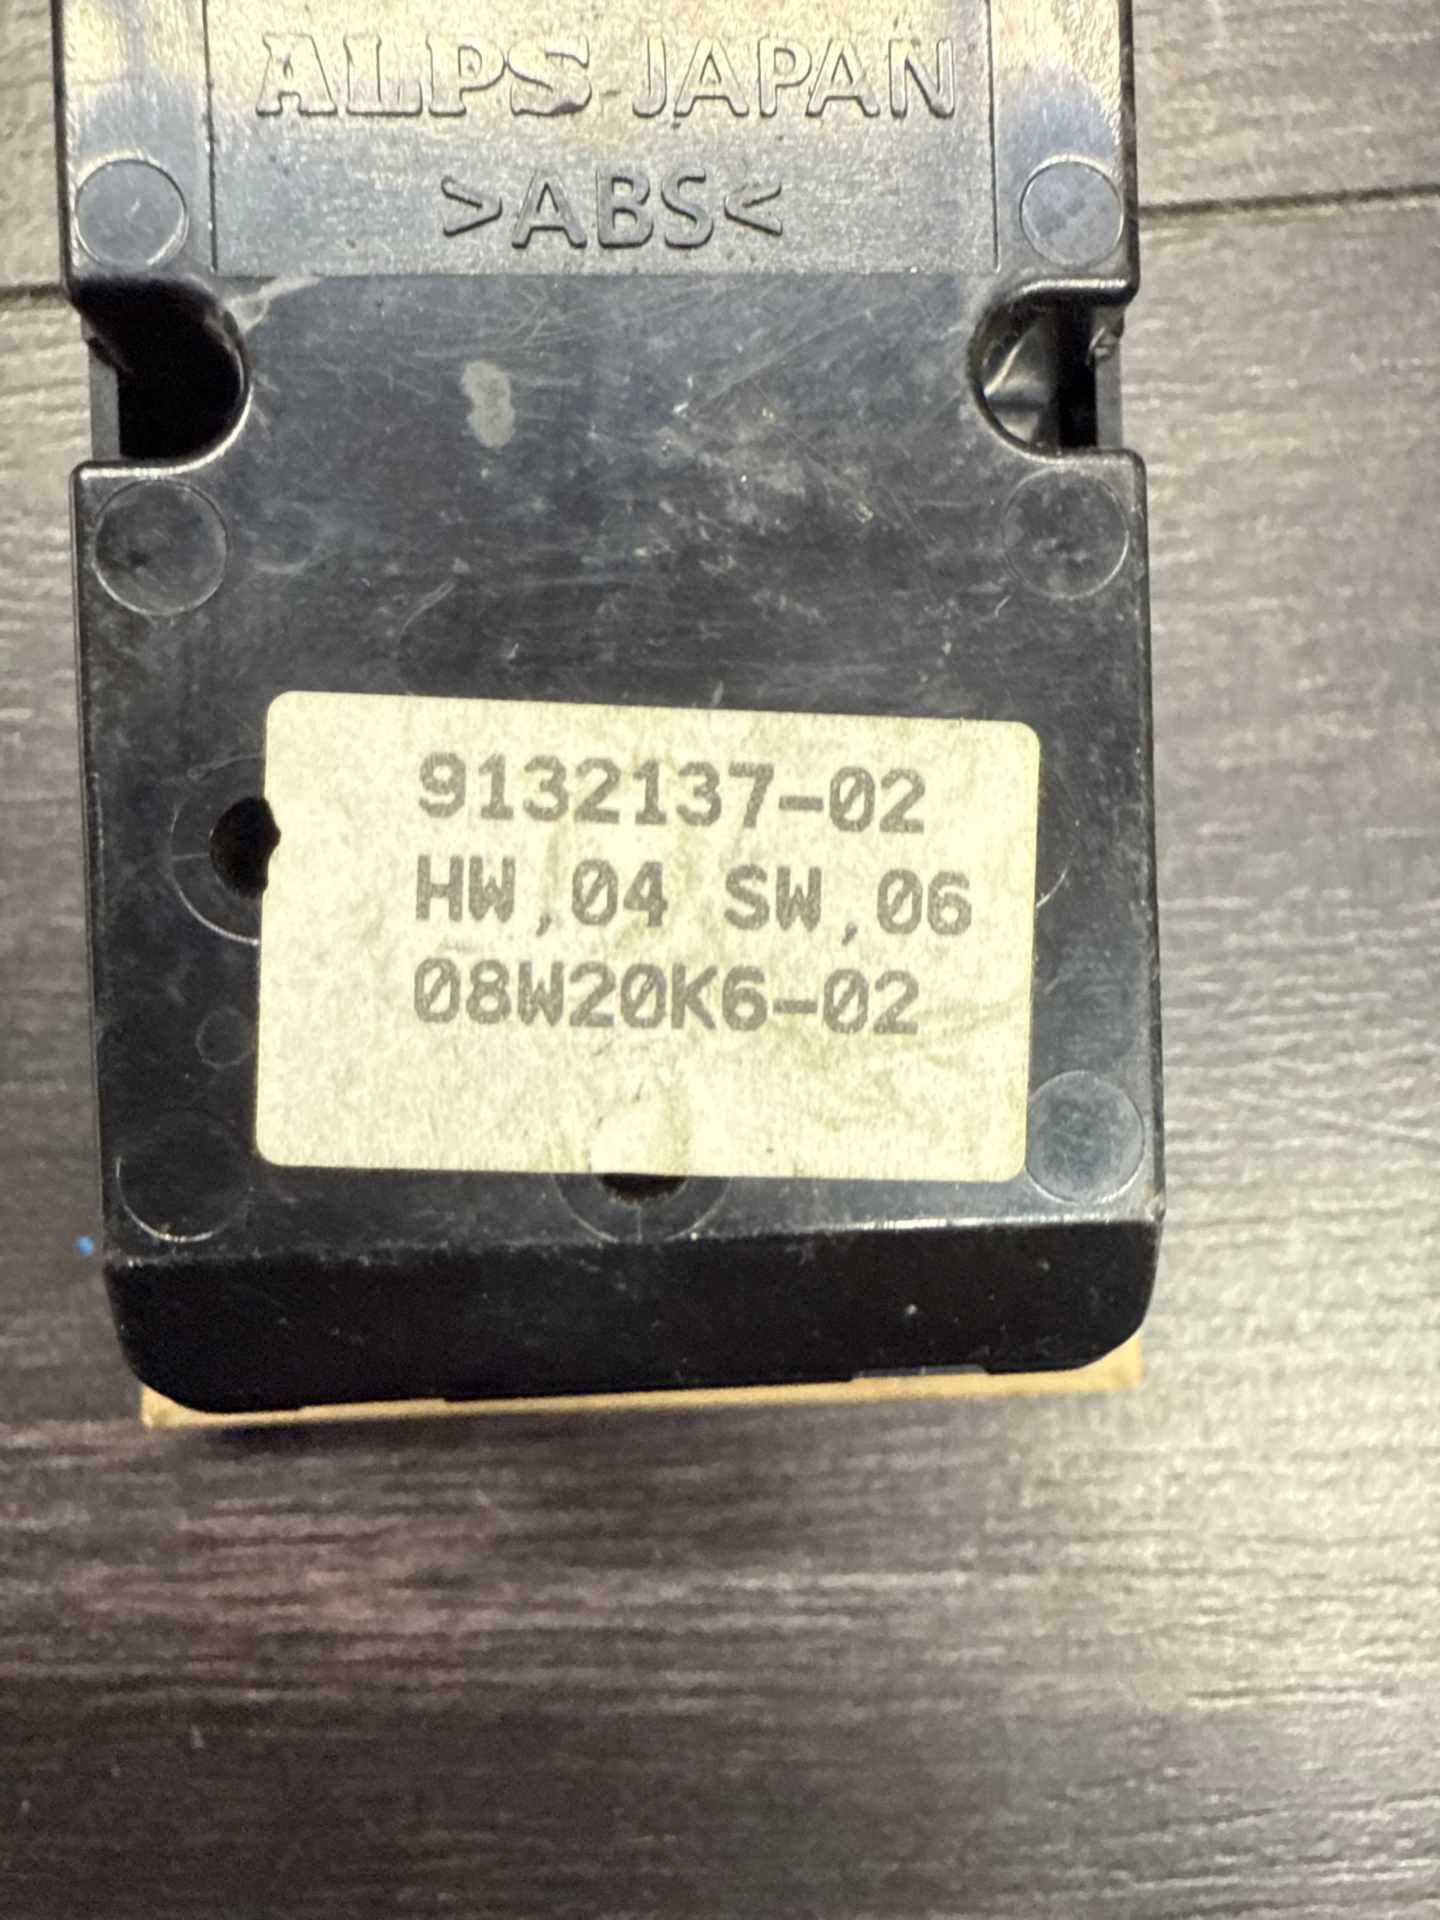 ALPS JAPAN
>ABS<
9132137-02
HW,04 SW,06
08W20K6-02